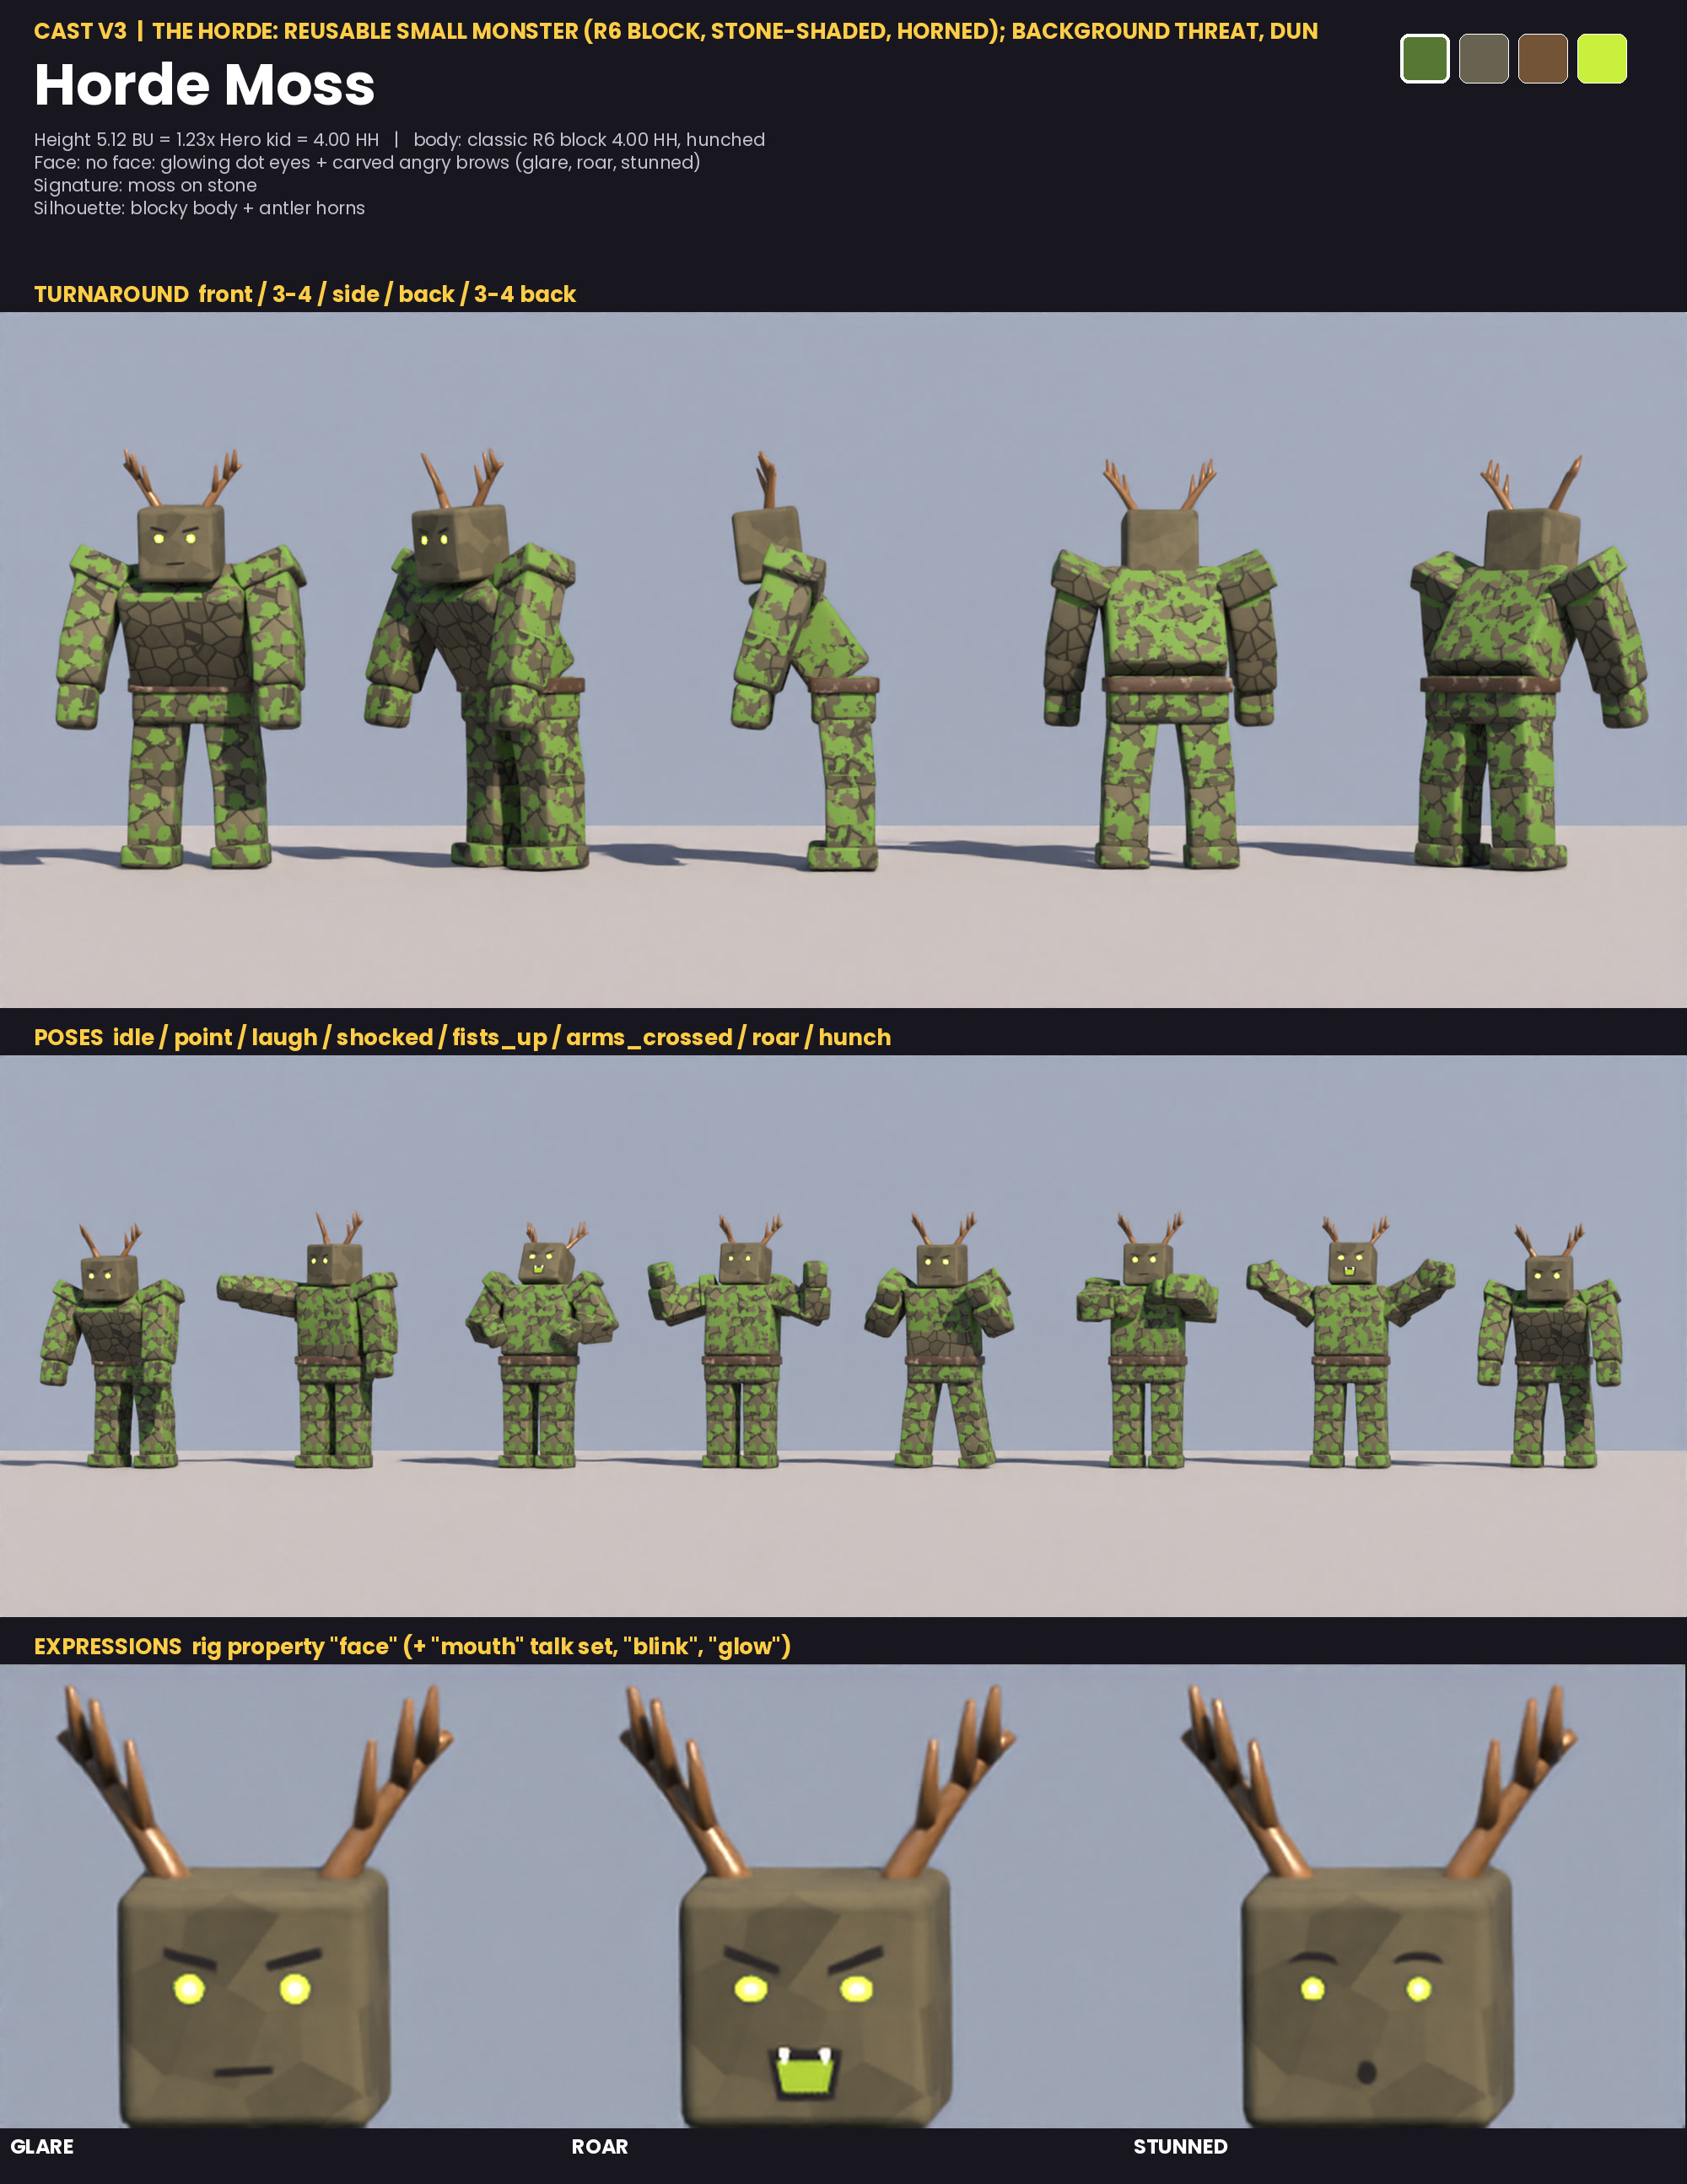 CAST V3 | THE HORDE: REUSABLE SMALL MONSTER (R6 BLOCK, STONE-SHADED, HORNED); BACKGROUND THREAT, DUN
Horde Moss
Height 5.12 BU = 1.23x Hero kid = 4.00 HH | body: classic R6 block 4.00 HH, hunched
Face: no face: glowing dot eyes + carved angry brows (glare, roar, stunned)
Signature: moss on stone
Silhouette: blocky body + antler horns
TURNAROUND front / 3-4 / side / back / 3-4 back
POSES idle / point / laugh / shocked / fists_up / arms_crossed / roar / hunch
EXPRESSIONS rig property "face" (+ "mouth" talk set, "blink", "glow")
GLARE
ROAR
STUNNED